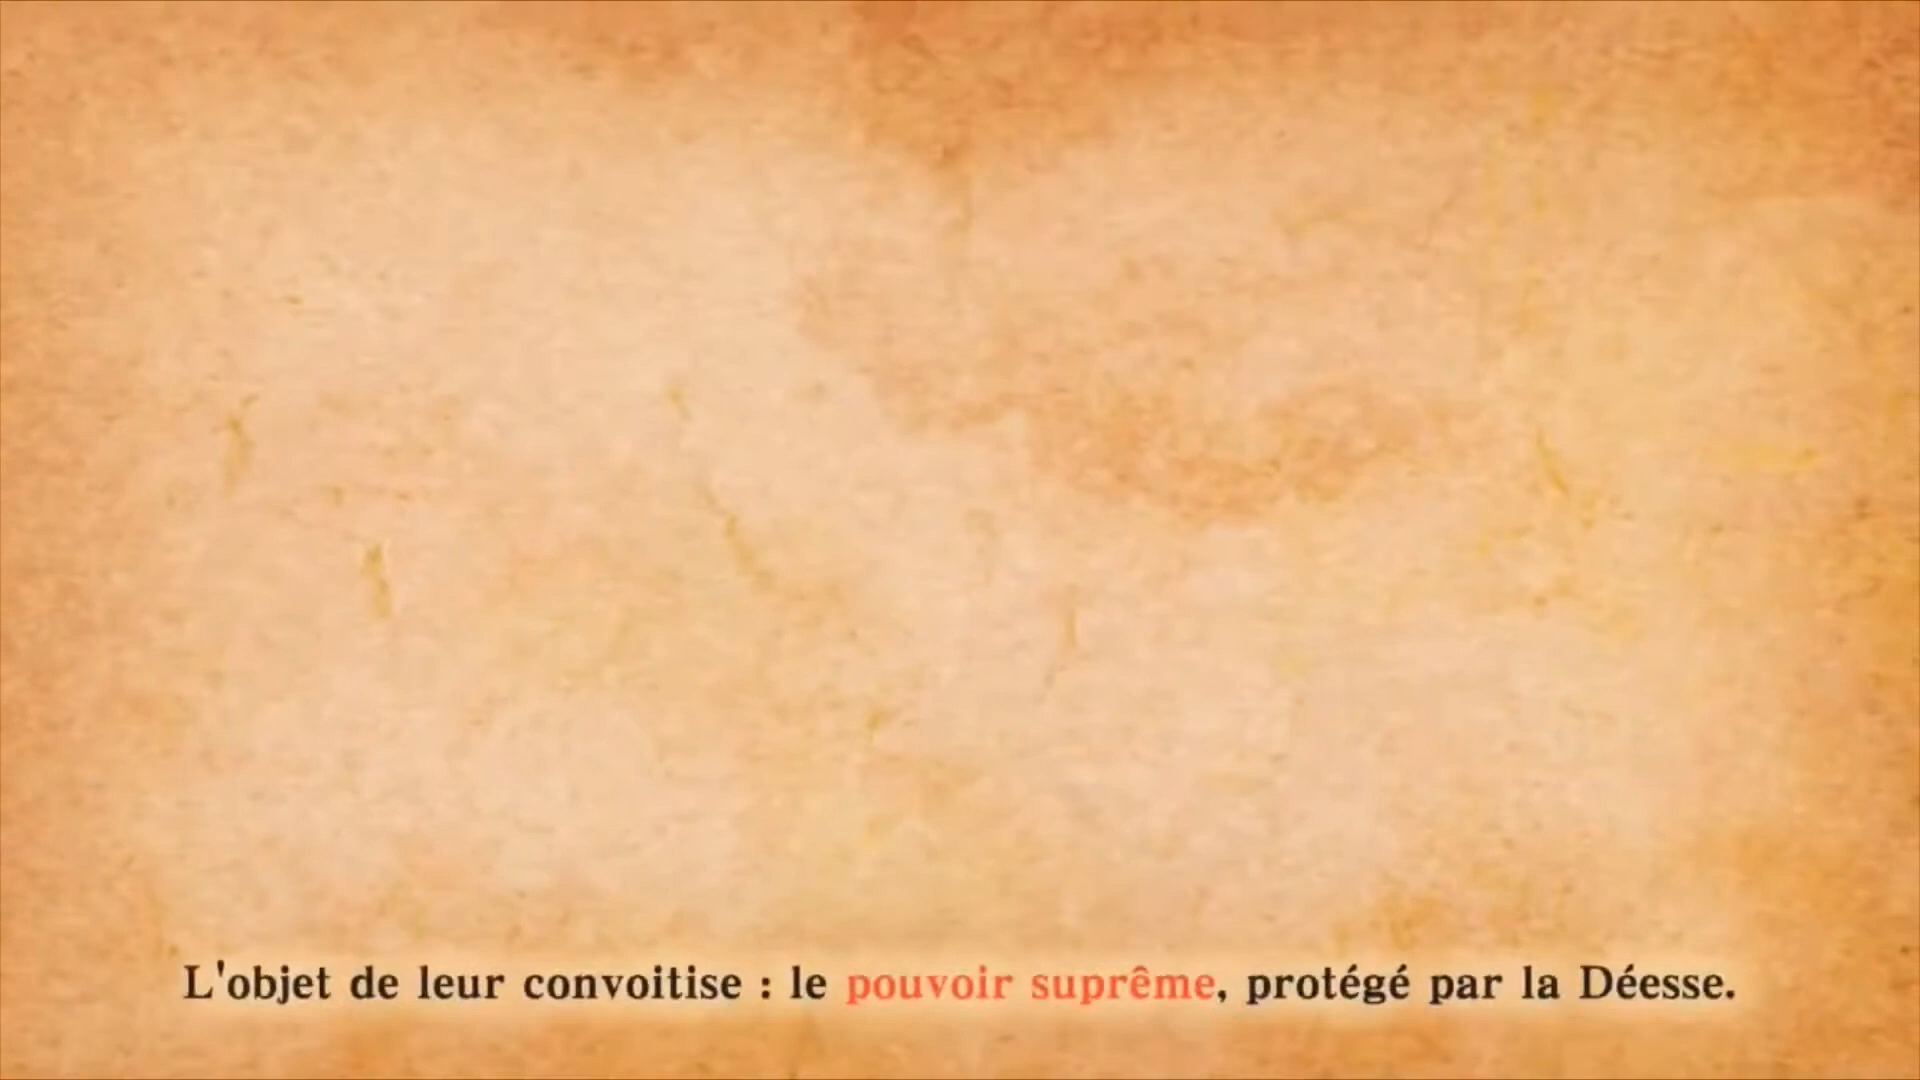 L'objet de leur convoitise : le pouvoir suprême, protégé par la Déesse.